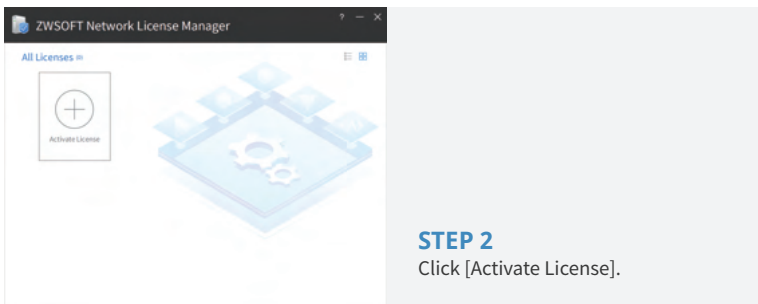 ZWSOFT Network License Manager
? − ×
All Licenses
Activate License
STEP 2
Click [Activate License].